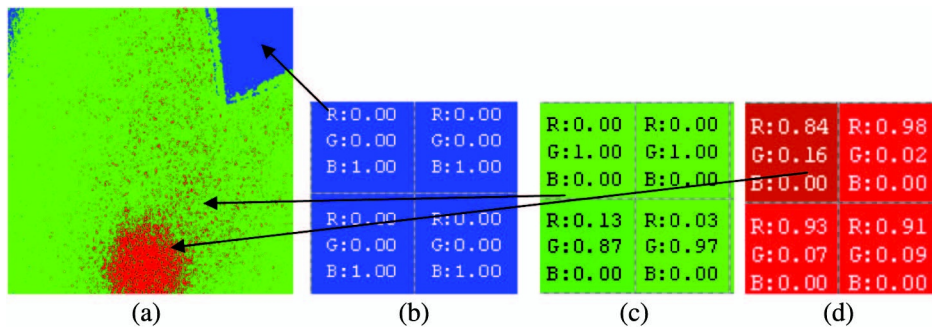 R:0.00 R:0.00
G:0.00 G:0.00
B:1.00 B:1.00
R:0.00 R:0.00
G:0.00 G:0.00
B:1.00 B:1.00
R:0.00 R:0.00
G:1.00 G:1.00
B:0.00 B:0.00
R:0.13 R:0.03
G:0.87 G:0.97
B:0.00 B:0.00
R:0.84 R:0.98
G:0.16 G:0.02
B:0.00 B:0.00
R:0.93 R:0.91
G:0.07 G:0.09
B:0.00 B:0.00
(a) (b) (c) (d)